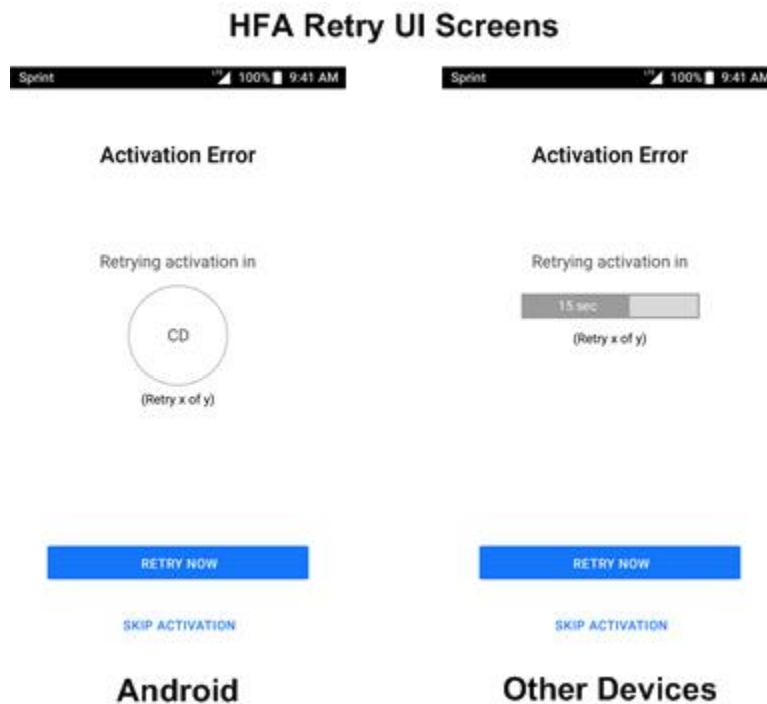 HFA Retry UI Screens
Sprint LTE 100% 9:41 AM
Activation Error
Retrying activation in
CD
(Retry x of y)
RETRY NOW
SKIP ACTIVATION
Android
Sprint LTE 100% 9:41 AM
Activation Error
Retrying activation in
15 sec
(Retry x of y)
RETRY NOW
SKIP ACTIVATION
Other Devices